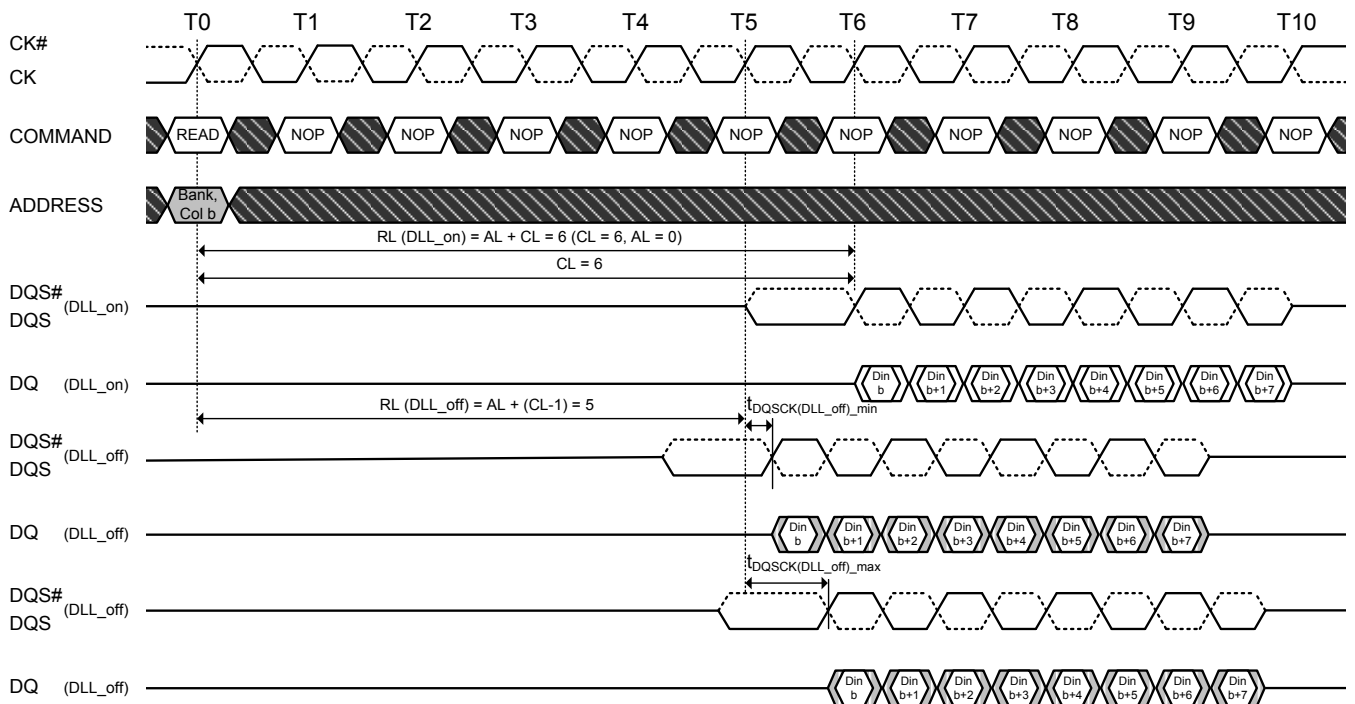 T0 T1 T2 T3 T4 T5 T6 T7 T8 T9 T10
CK#
CK
COMMAND READ NOP NOP NOP NOP NOP NOP NOP NOP NOP NOP
ADDRESS Bank,
Col b
RL (DLL_on) = AL + CL = 6 (CL = 6, AL = 0)
CL = 6
DQS# (DLL_on)
DQS
DQ (DLL_on) Din b Din b+1 Din b+2 Din b+3 Din b+4 Din b+5 Din b+6 Din b+7
RL (DLL_off) = AL + (CL-1) = 5 tDQSCK(DLL_off)_min
DQS# (DLL_off)
DQS
DQ (DLL_off) Din b Din b+1 Din b+2 Din b+3 Din b+4 Din b+5 Din b+6 Din b+7
tDQSCK(DLL_off)_max
DQS# (DLL_off)
DQS
DQ (DLL_off) Din b Din b+1 Din b+2 Din b+3 Din b+4 Din b+5 Din b+6 Din b+7